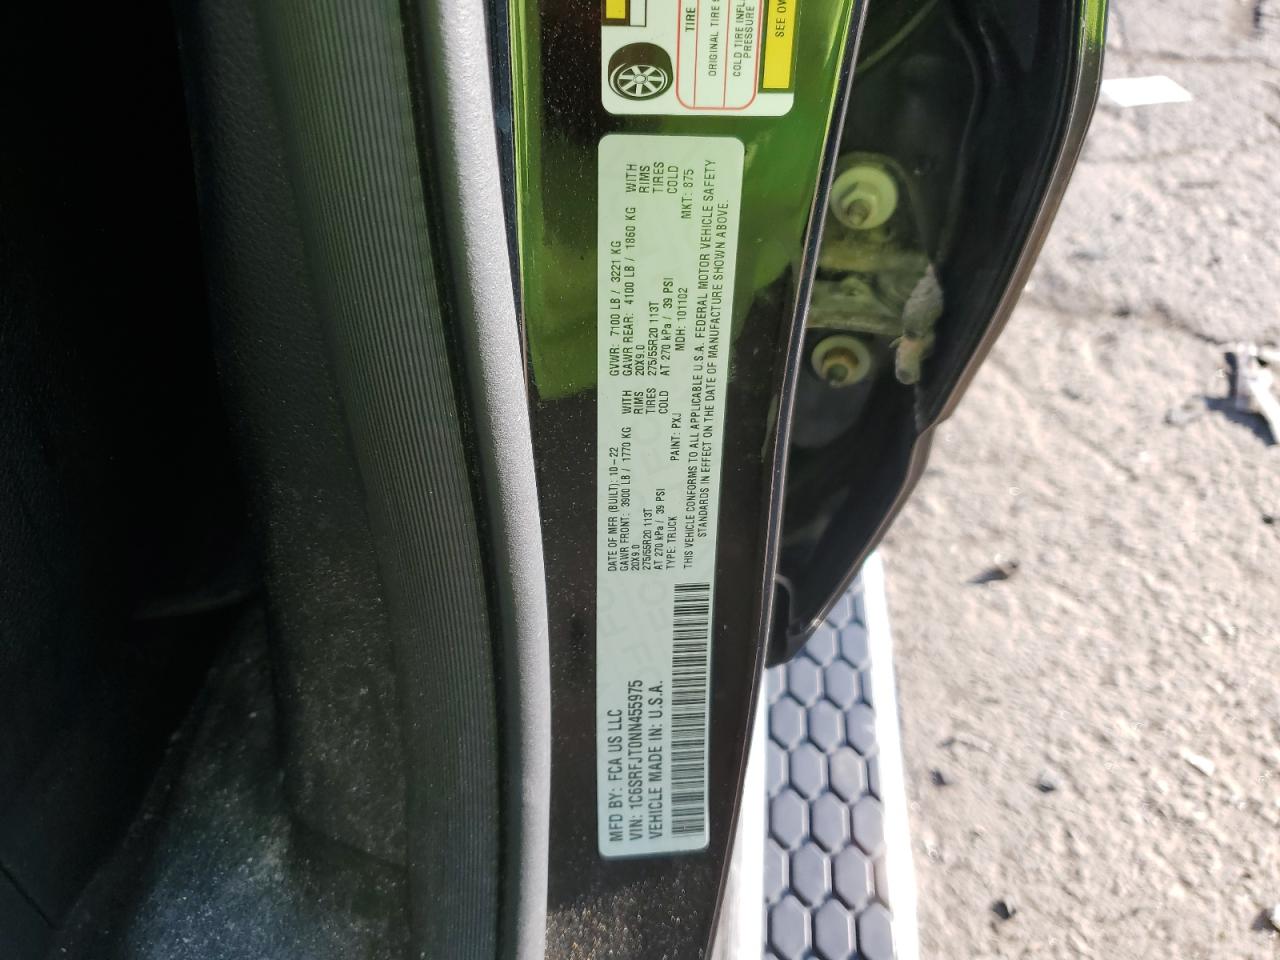 TIRE
ORIGINAL TIRE
COLD TIRE INFL
PRESSURE
SEE OW
MFD BY: FCA US LLC
VIN: 1C6SRFJT0NN455975
VEHICLE MADE IN: U.S.A.
DATE OF MFR (BUILT): 10-22 GVWR: 7100 LB / 3221 KG
GAWR FRONT: 3900 LB / 1770 KG WITH GAWR REAR: 4100 LB / 1860 KG WITH
20X9.0 RIMS 20X9.0 RIMS
275/55R20 113T TIRES 275/55R20 113T TIRES
AT 270 kPa / 39 PSI COLD AT 270 kPa / 39 PSI COLD
TYPE: TRUCK PAINT: PXJ MDH: 101102 MKT: 875
THIS VEHICLE CONFORMS TO ALL APPLICABLE U.S.A. FEDERAL MOTOR VEHICLE SAFETY
STANDARDS IN EFFECT ON THE DATE OF MANUFACTURE SHOWN ABOVE.